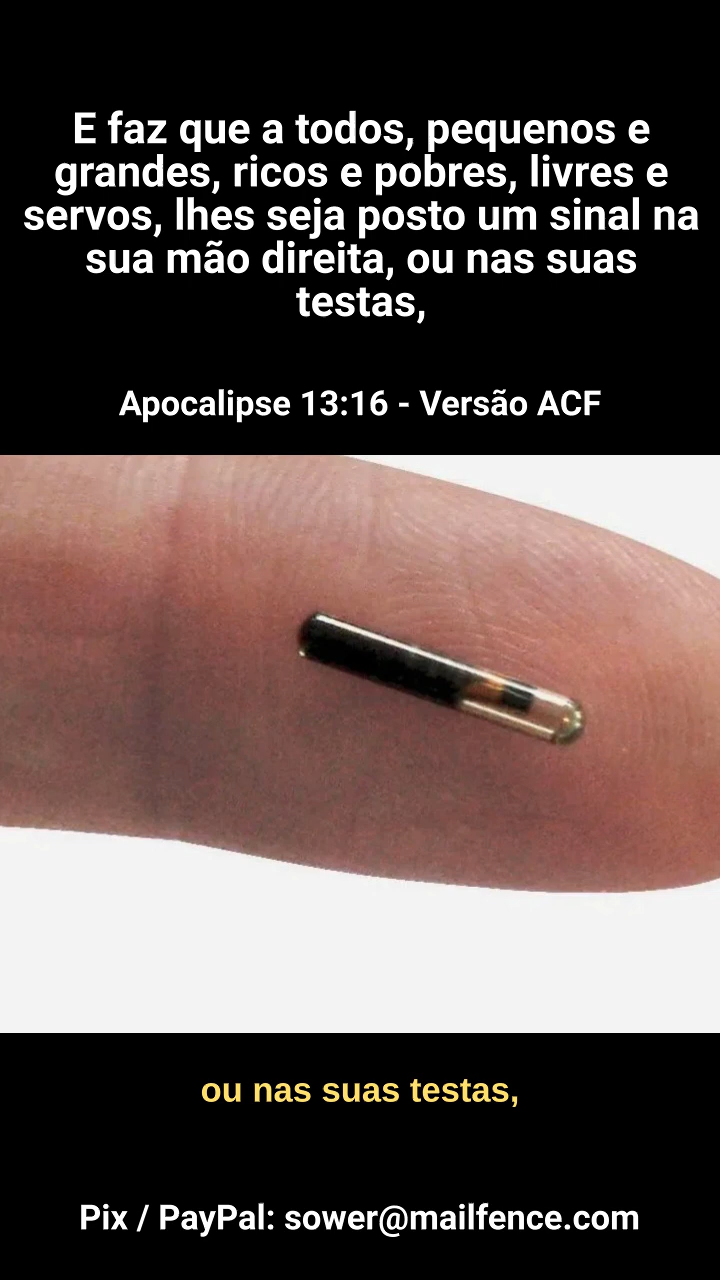 E faz que a todos, pequenos e
grandes, ricos e pobres, livres e
servos, lhes seja posto um sinal na
sua mão direita, ou nas suas
testas,
Apocalipse 13:16 - Versão ACF
ou nas suas testas,
Pix / PayPal: sower@mailfence.com